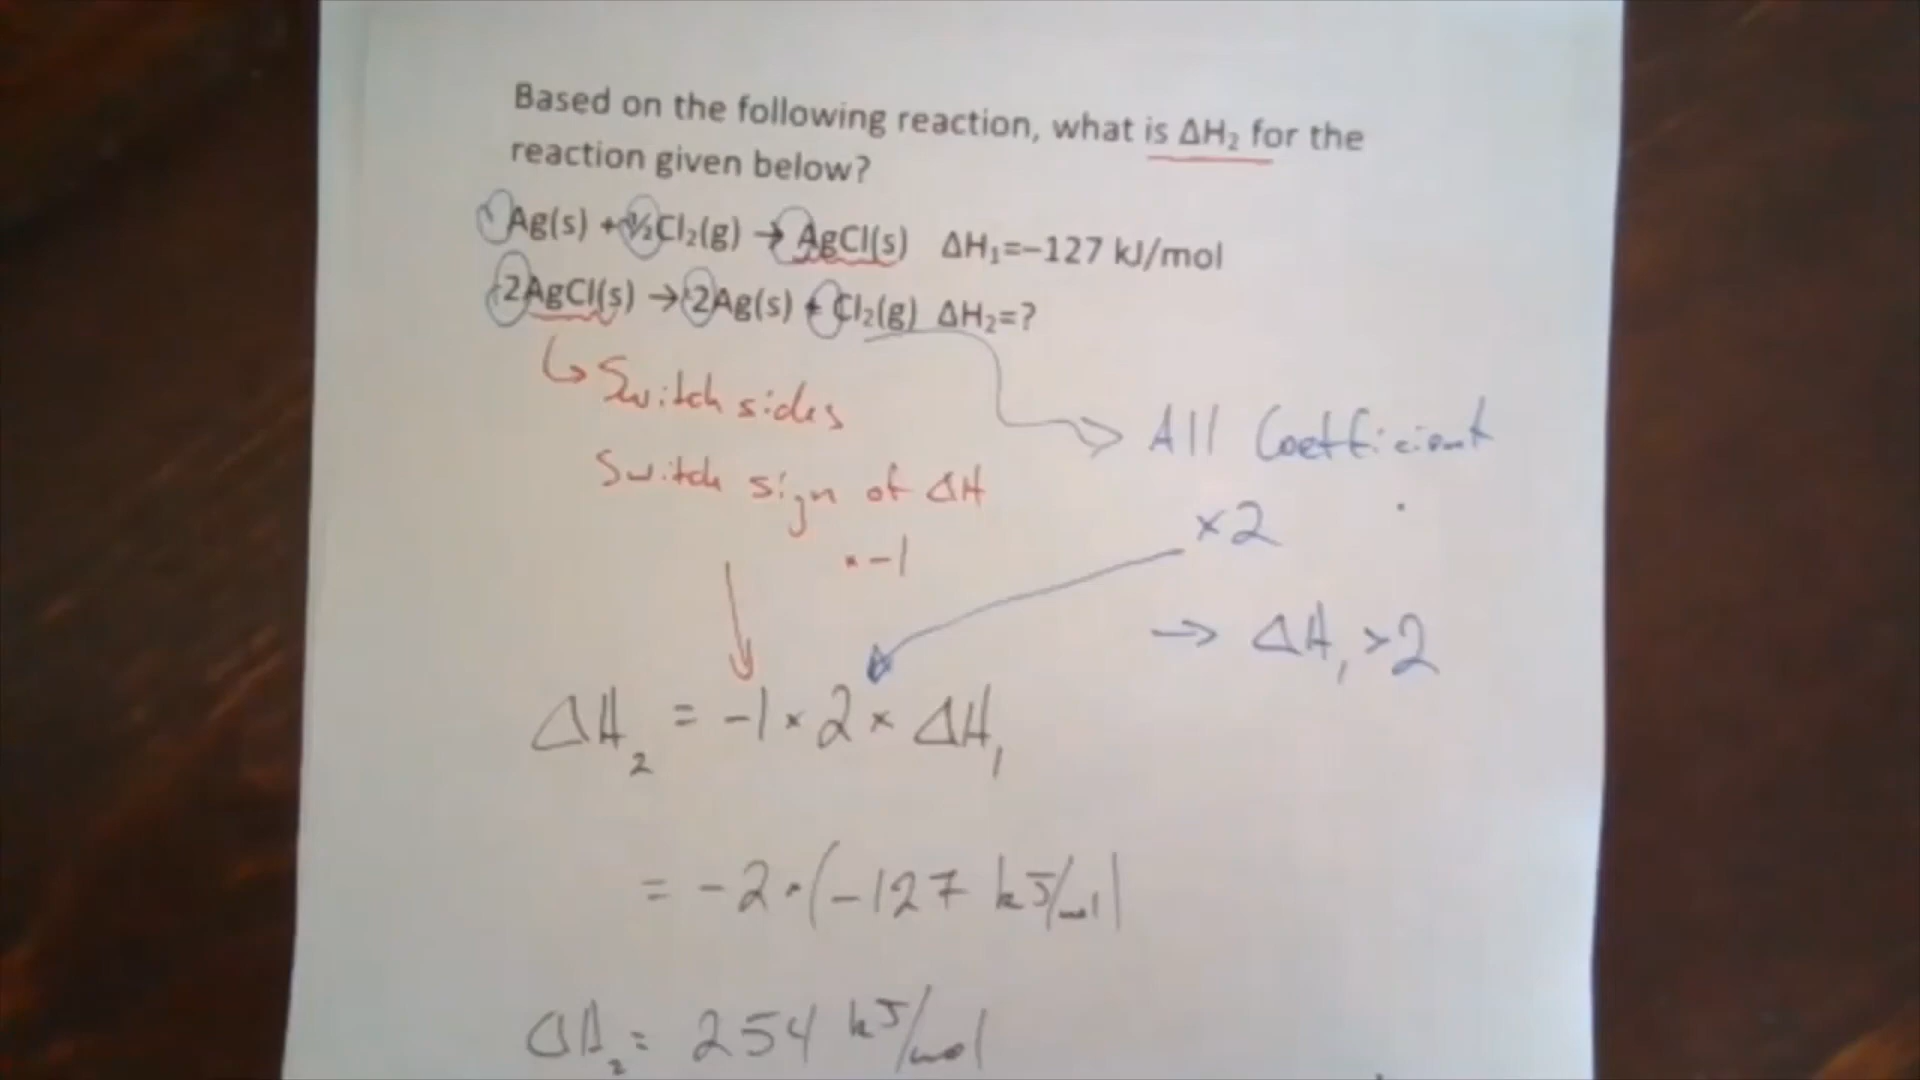 Based on the following reaction, what is ΔH₂ for the
reaction given below?
1 Ag(s) + ½Cl₂(g) → AgCl(s) ΔH₁=−127 kJ/mol
2AgCl(s) → 2Ag(s) + Cl₂(g) ΔH₂=?
↳ Switch sides
Switch sign of ΔH
× -1
→ All Coefficient
×2
→ ΔH₁ ×2
ΔH₂ = -1 × 2 × ΔH₁
= -2 · (-127 kJ/mol)
ΔH₂ = 254 kJ/mol